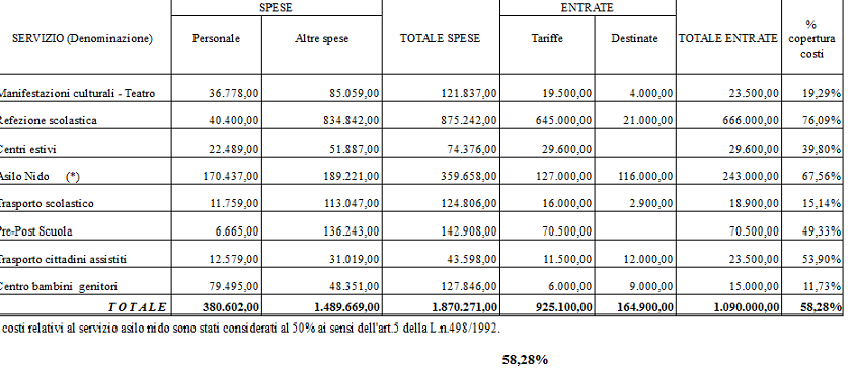 SPESE ENTRATE
SERVIZIO (Denominazione) Personale Altre spese TOTALE SPESE Tariffe Destinate TOTALE ENTRATE % copertura costi
Manifestazioni culturali - Teatro 36.778,00 85.059,00 121.837,00 19.500,00 4.000,00 23.500,00 19,29%
Refezione scolastica 40.400,00 834.842,00 875.242,00 645.000,00 21.000,00 666.000,00 76,09%
Centri estivi 22.489,00 51.887,00 74.376,00 29.600,00 29.600,00 39,80%
Asilo Nido (*) 170.437,00 189.221,00 359.658,00 127.000,00 116.000,00 243.000,00 67,56%
Trasporto scolastico 11.759,00 113.047,00 124.806,00 16.000,00 2.900,00 18.900,00 15,14%
Pre-Post Scuola 6.665,00 136.243,00 142.908,00 70.500,00 70.500,00 49,33%
Trasporto cittadini assistiti 12.579,00 31.019,00 43.598,00 11.500,00 12.000,00 23.500,00 53,90%
Centro bambini genitori 79.495,00 48.351,00 127.846,00 6.000,00 9.000,00 15.000,00 11,73%
TOTALE 380.602,00 1.489.669,00 1.870.271,00 925.100,00 164.900,00 1.090.000,00 58,28%
costi relativi al servizio asilo nido sono stati considerati al 50% ai sensi dell'art.5 della L.n.498/1992.
58,28%